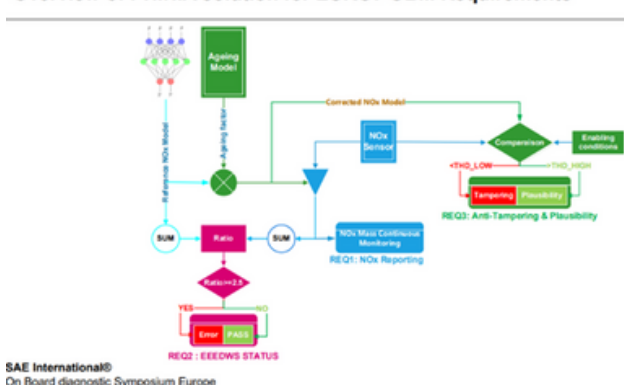 Ageing
Model
Corrected NOx Model
Ageing factor
Reference NOx Model
NOx
Sensor
Comparaison
Enabling
conditions
<THD_LOW
>THD_HIGH
Tampering
Plausibility
REQ3: Anti-Tampering & Plausibility
SUM
Ratio
SUM
NOx Mass Continuous
Monitoring
REQ1: NOx Reporting
Ratio>=2.5
YES
NO
Error
PASS
REQ2 : EEEDWS STATUS
SAE International®
On Board diagnostic Symposium Europe